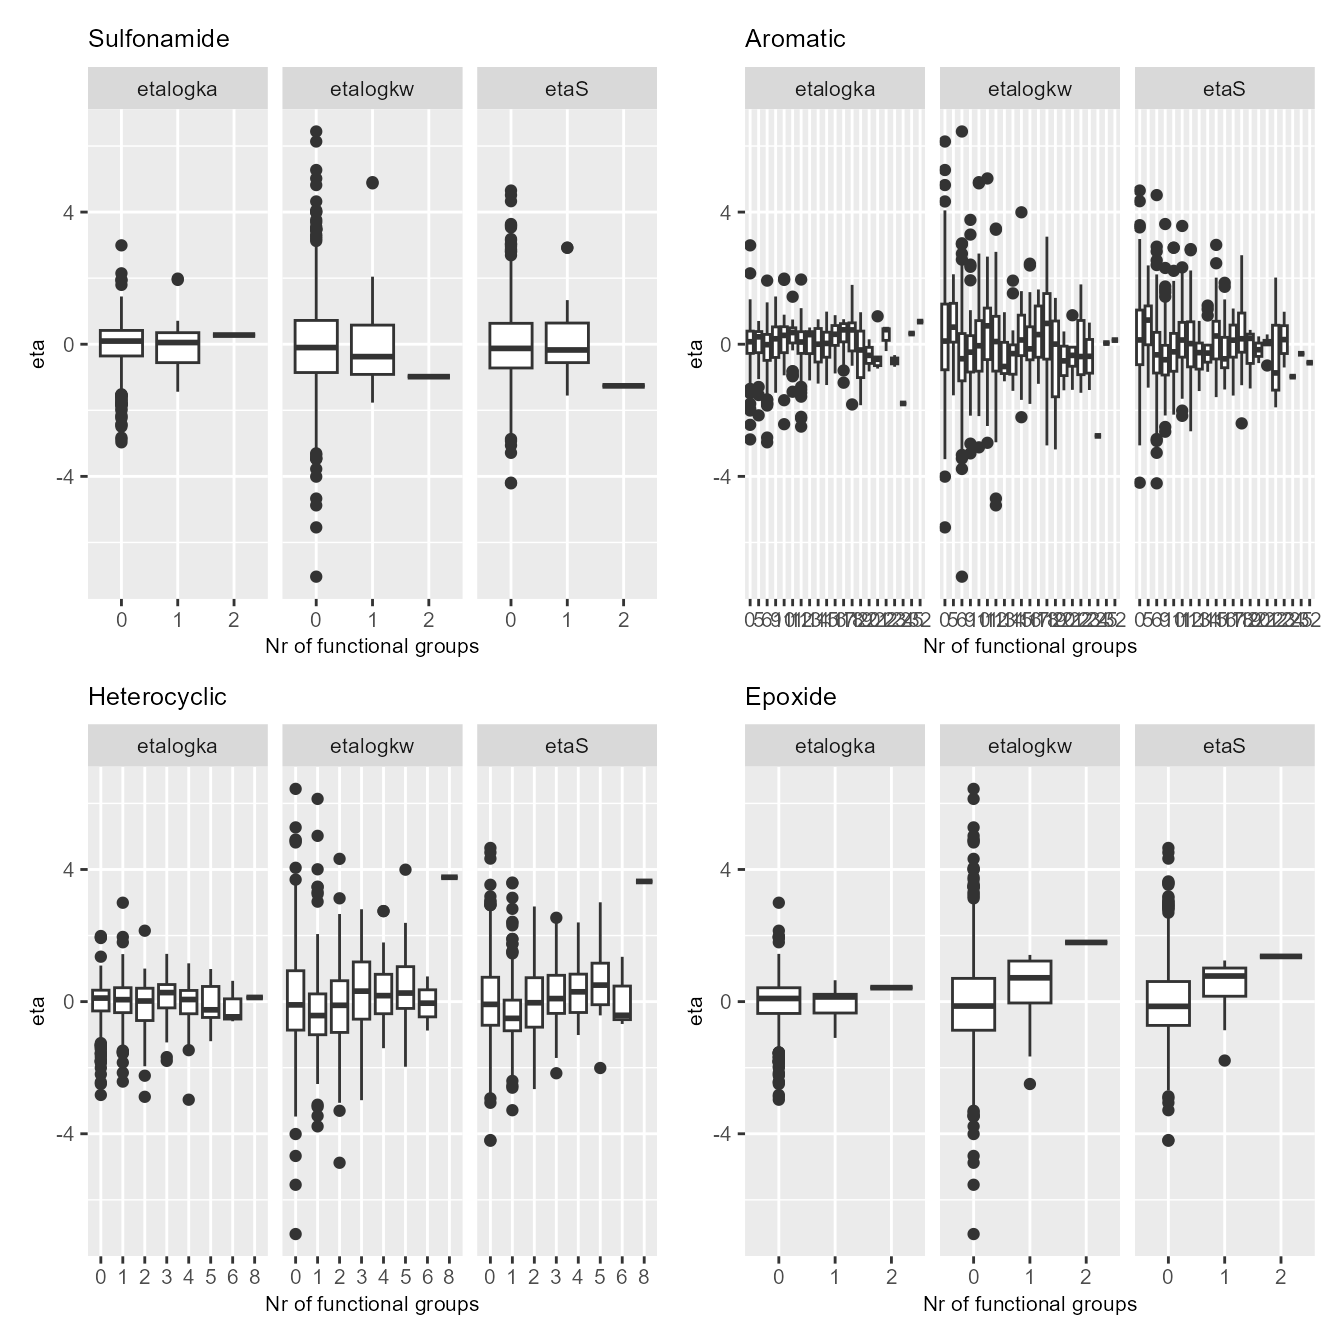 Sulfonamide
etalogka etalogkw etaS
4
0
-4
eta
0 1 2 0 1 2 0 1 2
Nr of functional groups
Aromatic
etalogka etalogkw etaS
4
0
-4
eta
Nr of functional groups
Heterocyclic
etalogka etalogkw etaS
4
0
-4
eta
0 1 2 3 4 5 6 8 0 1 2 3 4 5 6 8 0 1 2 3 4 5 6 8
Nr of functional groups
Epoxide
etalogka etalogkw etaS
4
0
-4
eta
0 1 2 0 1 2 0 1 2
Nr of functional groups